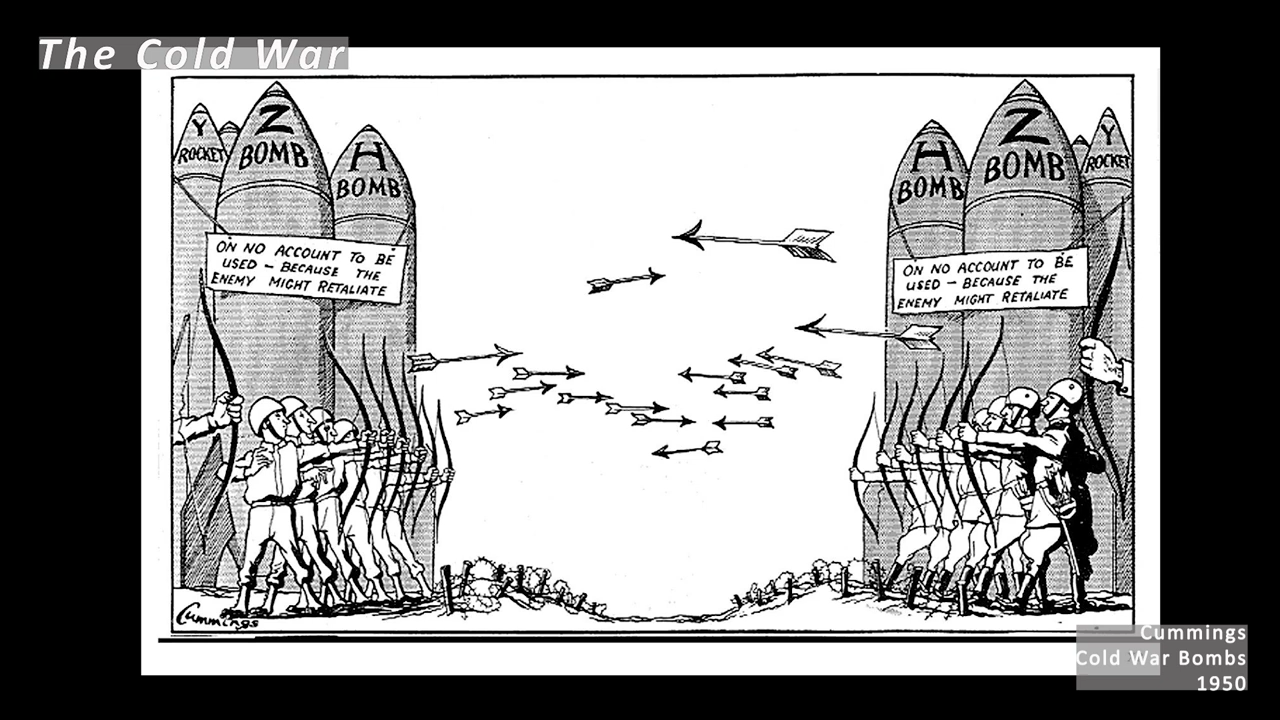 The Cold War
Y
ROCKET
Z
BOMB
H
BOMB
ON NO ACCOUNT TO BE
USED – BECAUSE THE
ENEMY MIGHT RETALIATE
H
BOMB
Z
BOMB
Y
ROCKET
ON NO ACCOUNT TO BE
USED – BECAUSE THE
ENEMY MIGHT RETALIATE
Cummings
Cummings
Cold War Bombs
1950